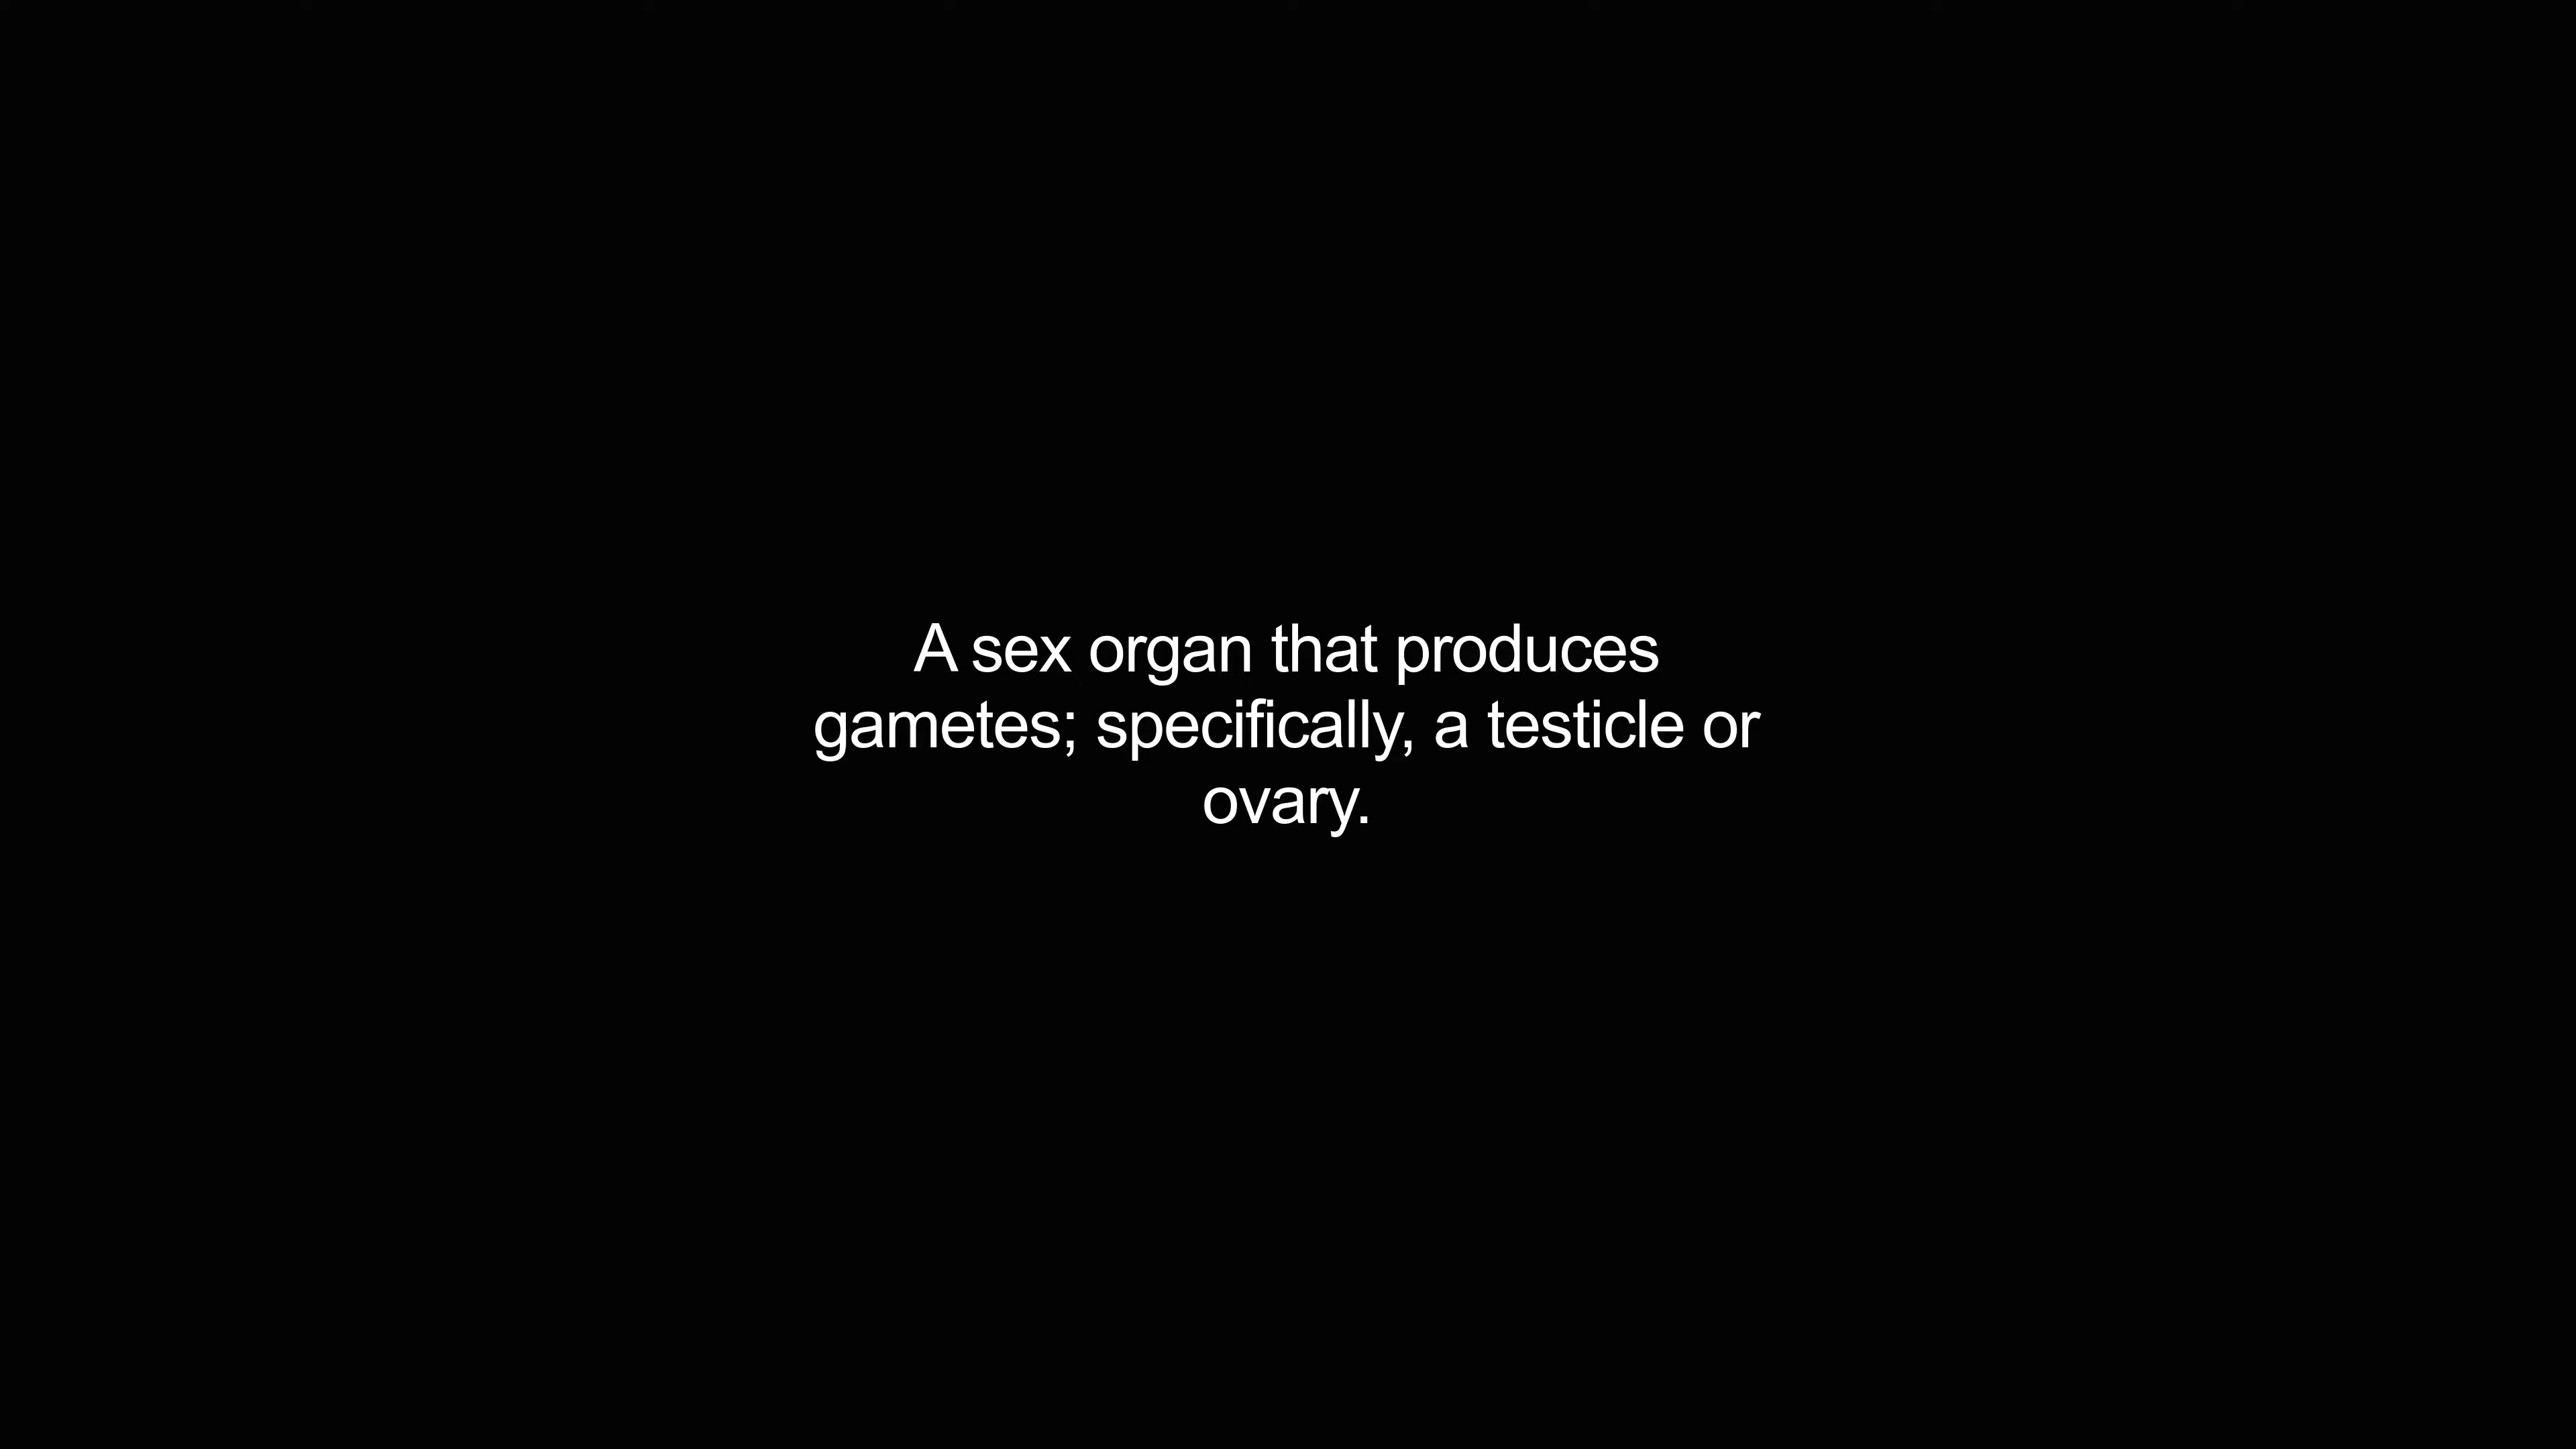 A sex organ that produces
gametes; specifically, a testicle or
ovary.